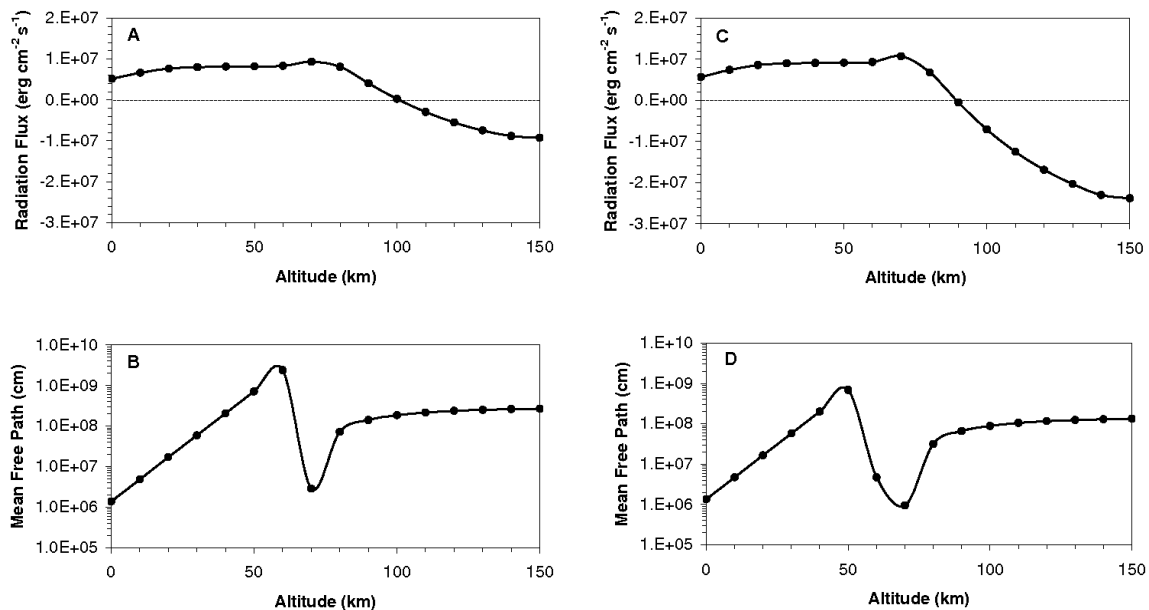 A
Radiation Flux (erg cm-2 s-1)
2.E+07
1.E+07
0.E+00
-1.E+07
-2.E+07
-3.E+07
0 50 100 150
Altitude (km)
C
Radiation Flux (erg cm-2 s-1)
2.E+07
1.E+07
0.E+00
-1.E+07
-2.E+07
-3.E+07
0 50 100 150
Altitude (km)
B
Mean Free Path (cm)
1.0E+10
1.0E+09
1.0E+08
1.0E+07
1.0E+06
1.0E+05
0 50 100 150
Altitude (km)
D
Mean Free Path (cm)
1.E+10
1.E+09
1.E+08
1.E+07
1.E+06
1.E+05
0 50 100 150
Altitude (km)